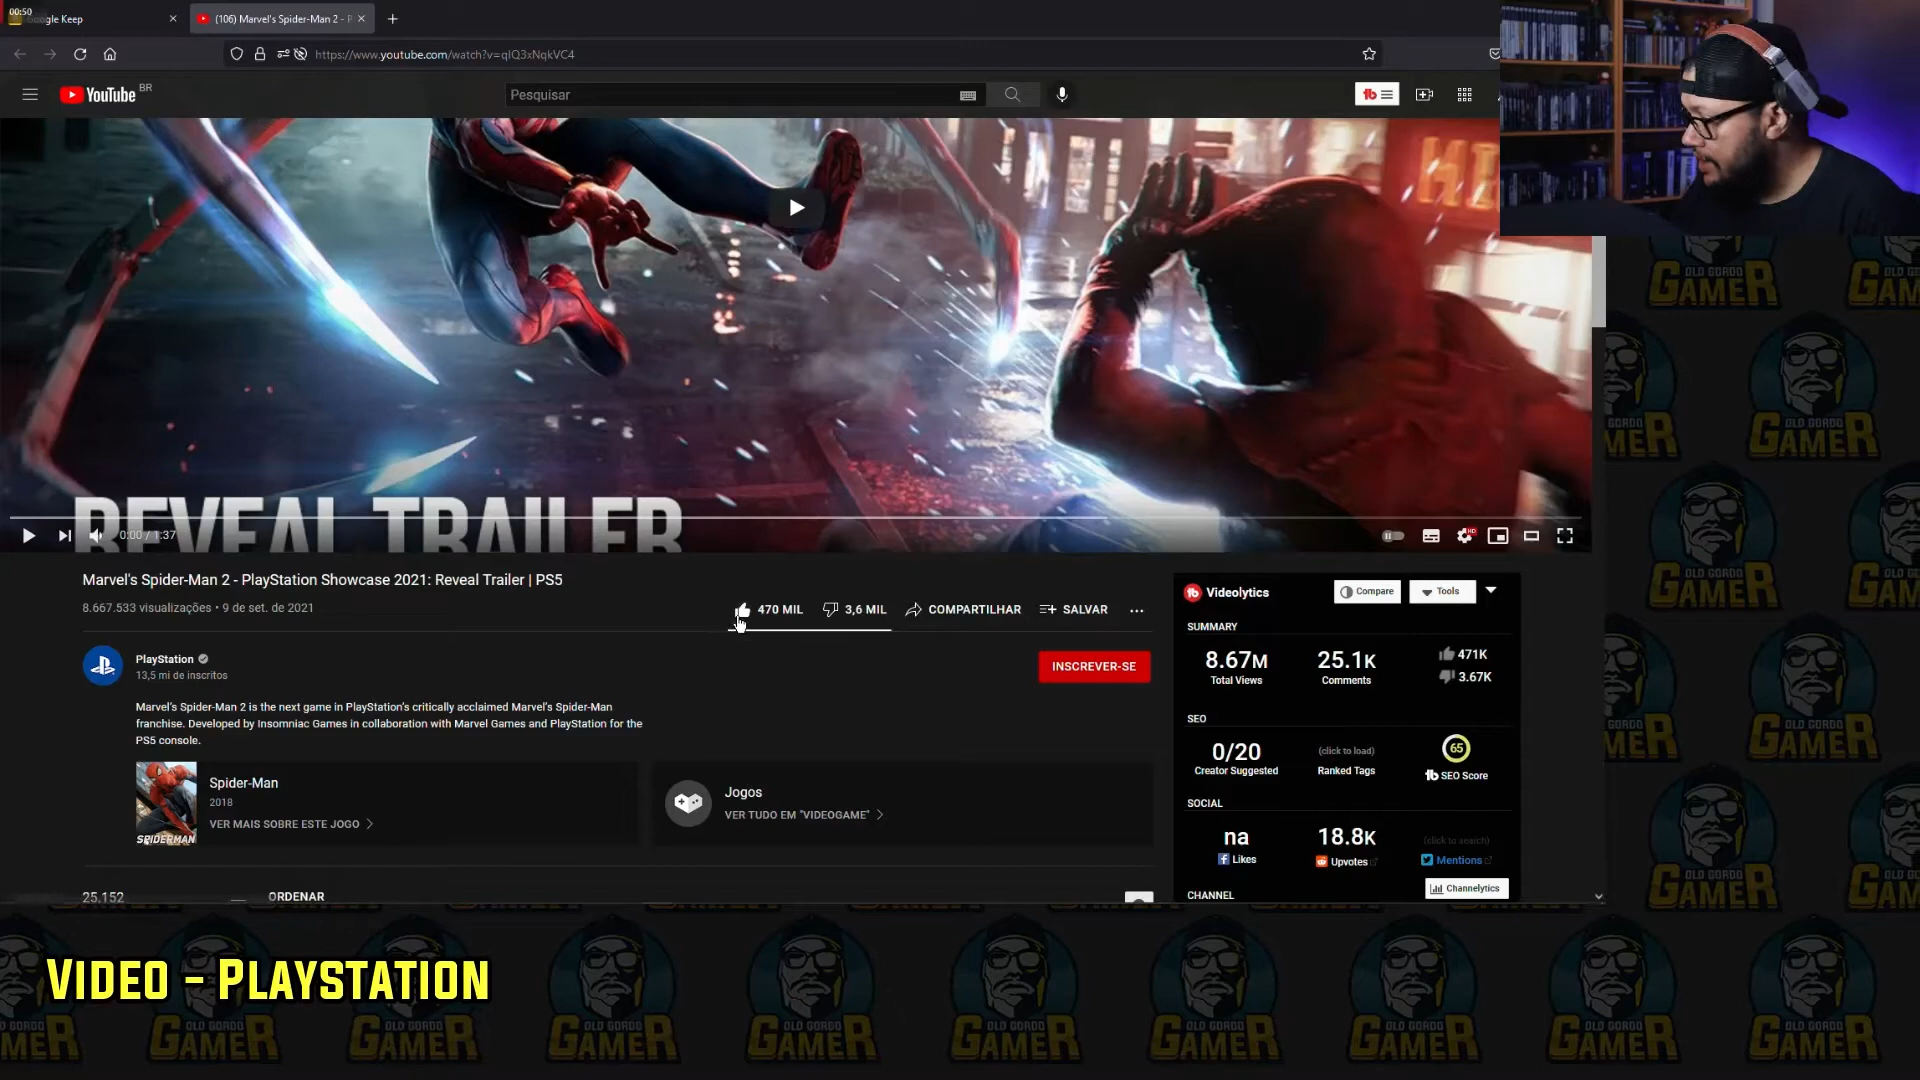 00:50
Google Keep
(106) Marvel's Spider-Man 2 - P
https://www.youtube.com/watch?v=qIQ3xNqkVC4
YouTube BR
Pesquisar
REVEAL TRAILER
0:00 / 1:37
HD
Marvel's Spider-Man 2 - PlayStation Showcase 2021: Reveal Trailer | PS5
8.667.533 visualizações • 9 de set. de 2021
470 MIL
3,6 MIL
COMPARTILHAR
SALVAR
PlayStation
13,5 mi de inscritos
INSCREVER-SE
Marvel's Spider-Man 2 is the next game in PlayStation's critically acclaimed Marvel's Spider-Man
franchise. Developed by Insomniac Games in collaboration with Marvel Games and PlayStation for the
PS5 console.
SPIDERMAN
Spider-Man
2018
VER MAIS SOBRE ESTE JOGO
Jogos
VER TUDO EM "VIDEOGAME"
25.152
ORDENAR
Videolytics
Compare
Tools
SUMMARY
8.67M
Total Views
25.1K
Comments
471K
3.67K
SEO
0/20
Creator Suggested
(click to load)
Ranked Tags
65
SEO Score
SOCIAL
na
Likes
18.8K
Upvotes
(click to search)
Mentions
CHANNEL
Channelytics
VIDEO - PLAYSTATION
OLD GORDO
GAMER